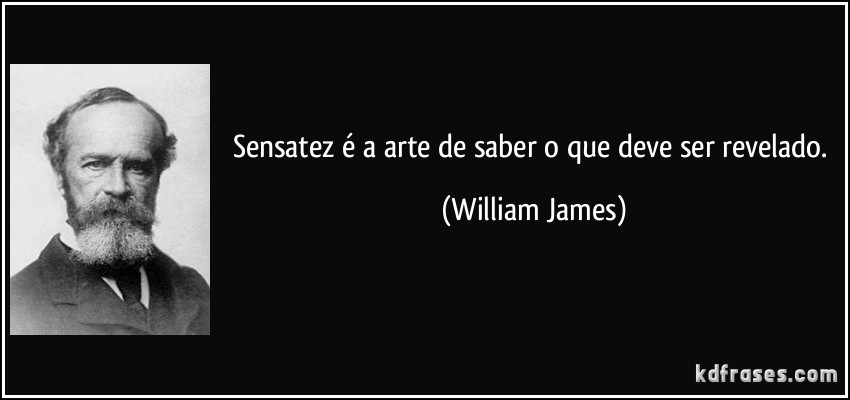 Sensatez é a arte de saber o que deve ser revelado.
(William James)
kdfrases.com